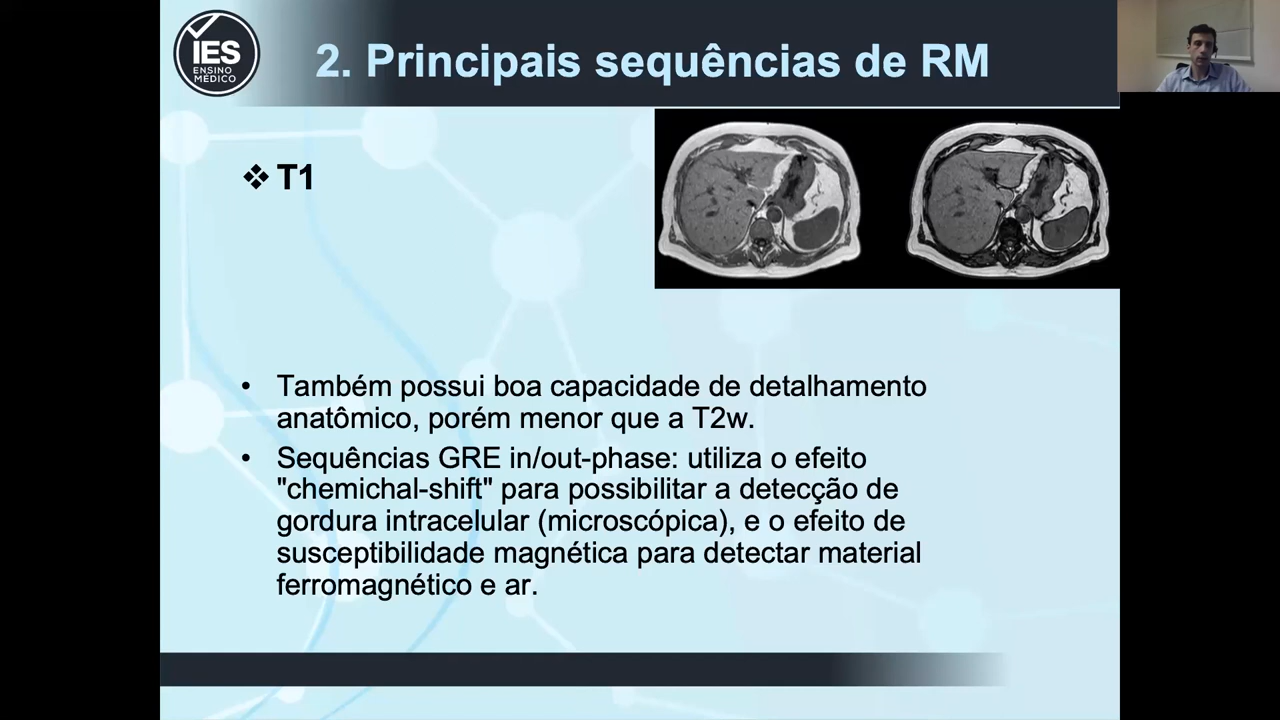 IES
ENSINO
MÉDICO
2. Principais sequências de RM
❖ T1
• Também possui boa capacidade de detalhamento
anatômico, porém menor que a T2w.
• Sequências GRE in/out-phase: utiliza o efeito
"chemichal-shift" para possibilitar a detecção de
gordura intracelular (microscópica), e o efeito de
susceptibilidade magnética para detectar material
ferromagnético e ar.